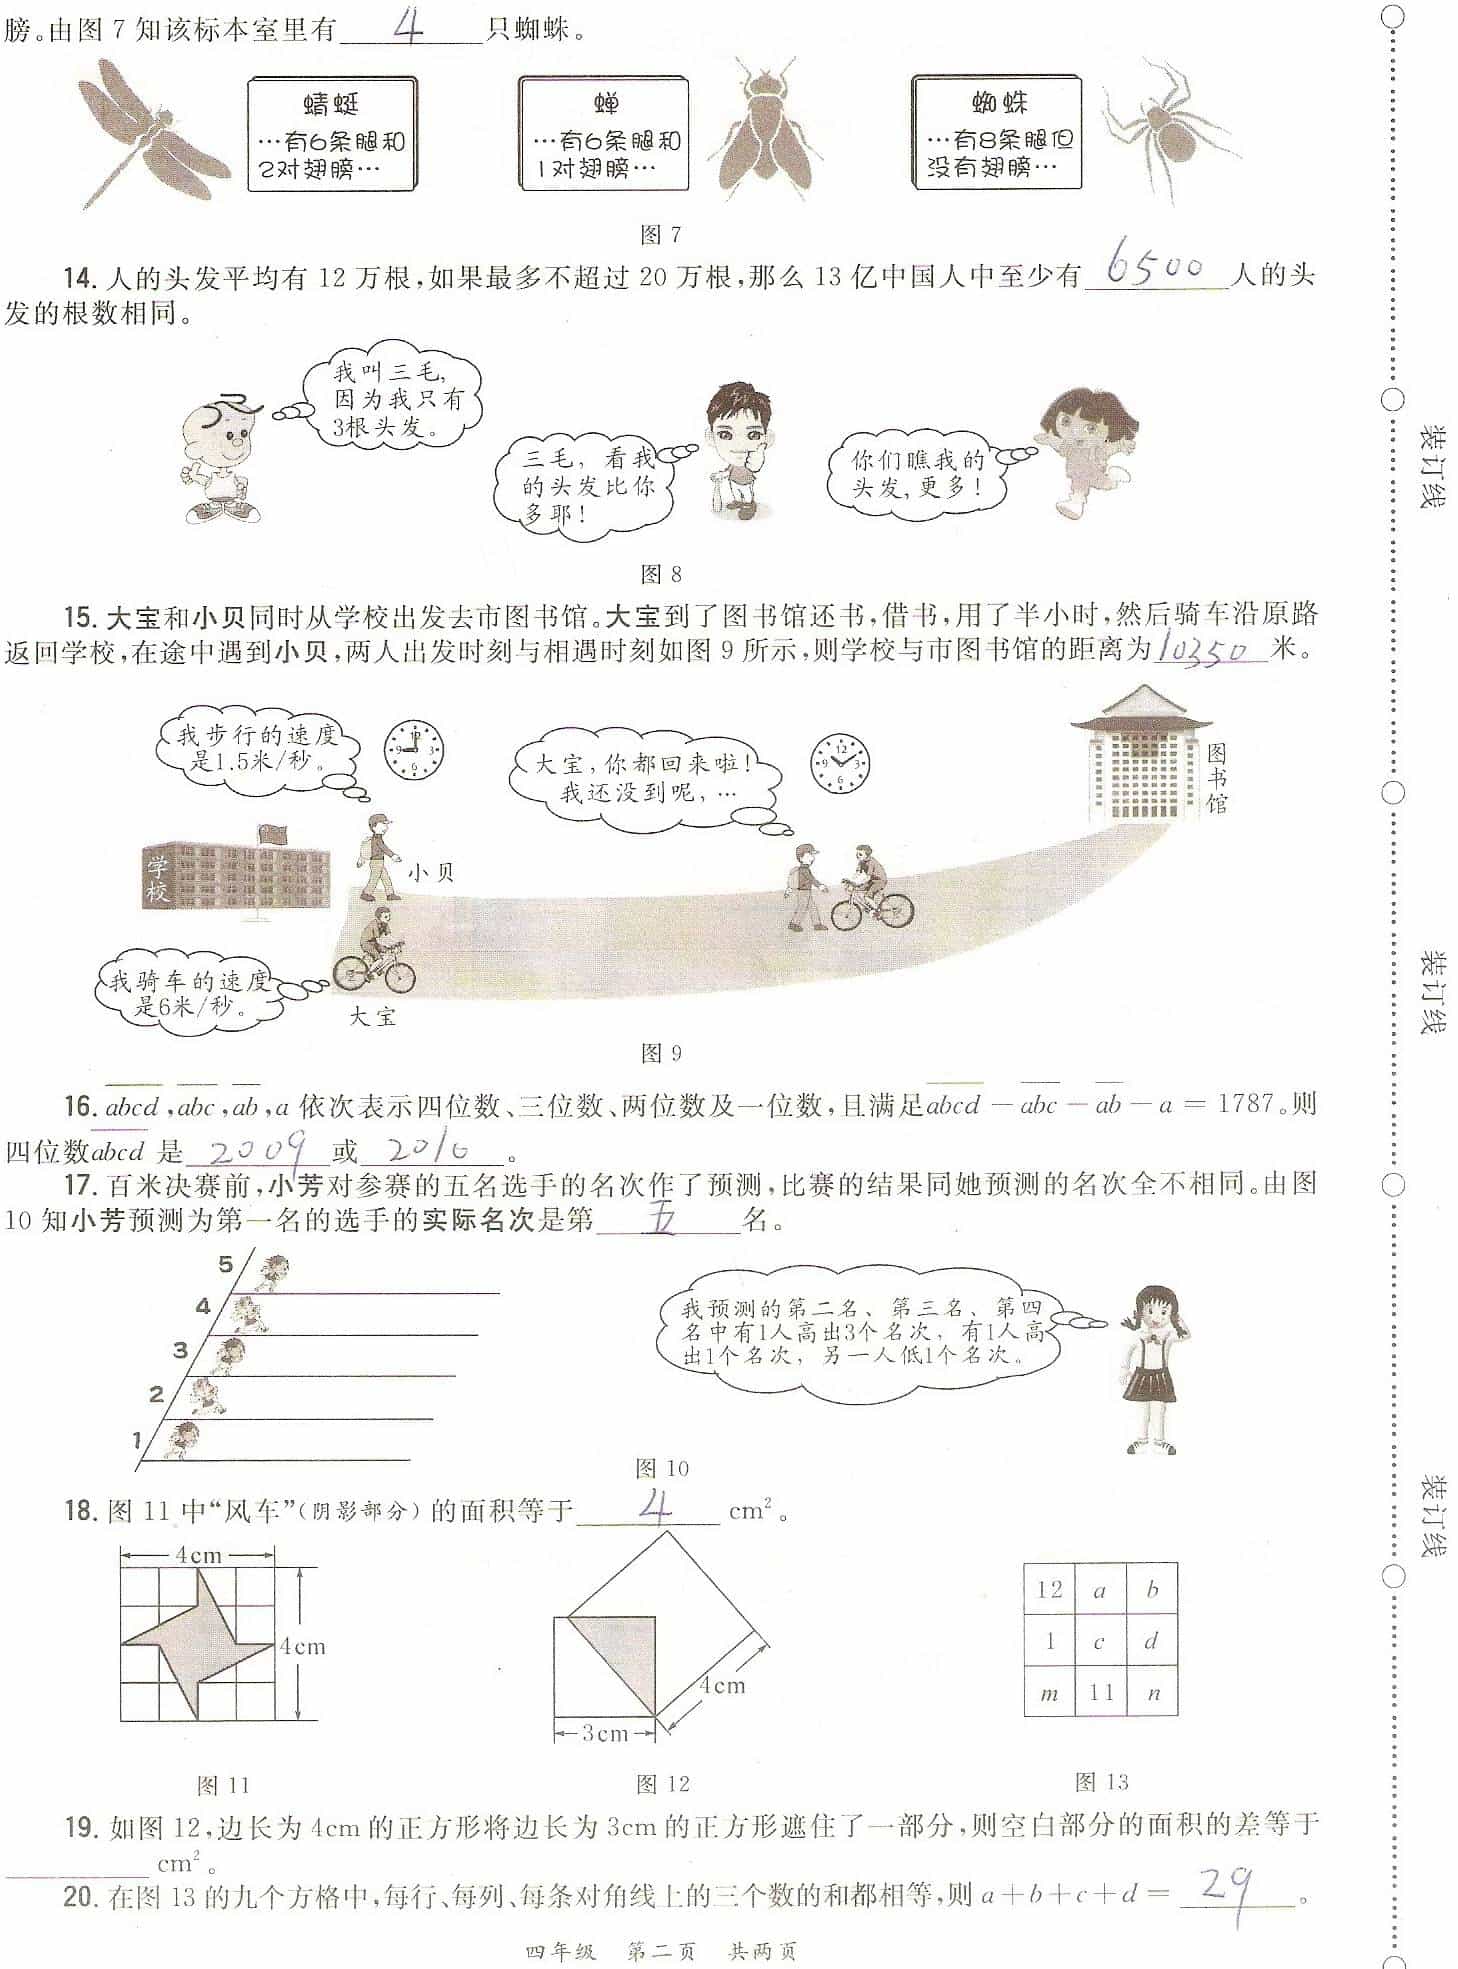 膀。由图 7 知该标本室里有 4 只蜘蛛。
蜻蜓
…有6条腿和
2对翅膀…
蝉
…有6条腿和
1对翅膀…
蜘蛛
…有8条腿但
没有翅膀…
图 7
14. 人的头发平均有 12 万根,如果最多不超过 20 万根,那么 13 亿中国人中至少有 6500 人的头
发的根数相同。
我叫三毛,
因为我只有
3根头发。
三毛, 看我
的头发比你
多耶!
你们瞧我的
头发,更多!
图 8
15. 大宝和小贝同时从学校出发去市图书馆。大宝到了图书馆还书,借书,用了半小时,然后骑车沿原路
返回学校,在途中遇到小贝,两人出发时刻与相遇时刻如图 9 所示,则学校与市图书馆的距离为 10350 米。
我步行的速度
是1.5米/秒。
12
9 3
6
大宝,你都回来啦!
我还没到呢,…
12
9 3
6
图书馆
学校
小贝
我骑车的速度
是6米/秒。
大宝
图 9
16. abcd,abc,ab,a 依次表示四位数、三位数、两位数及一位数,且满足abcd－abc－ab－a＝1787。则
四位数abcd 是 2009 或 2010 。
17. 百米决赛前,小芳对参赛的五名选手的名次作了预测,比赛的结果同她预测的名次全不相同。由图
10 知小芳预测为第一名的选手的实际名次是第 五 名。
5
4
3
2
1
我预测的第二名、第三名、第四
名中有1人高出3个名次,有1人高
出1个名次,另一人低1个名次。
图 10
18. 图 11 中“风车”(阴影部分)的面积等于 4 cm²。
4cm
4cm
4cm
3cm
12 a b
1 c d
m 11 n
图 11
图 12
图 13
19. 如图 12,边长为 4cm 的正方形将边长为 3cm 的正方形遮住了一部分,则空白部分的面积的差等于
cm²。
20. 在图 13 的九个方格中,每行、每列、每条对角线上的三个数的和都相等,则 a＋b＋c＋d＝ 29 。
四年级 第二页 共两页
装订线
装订线
装订线